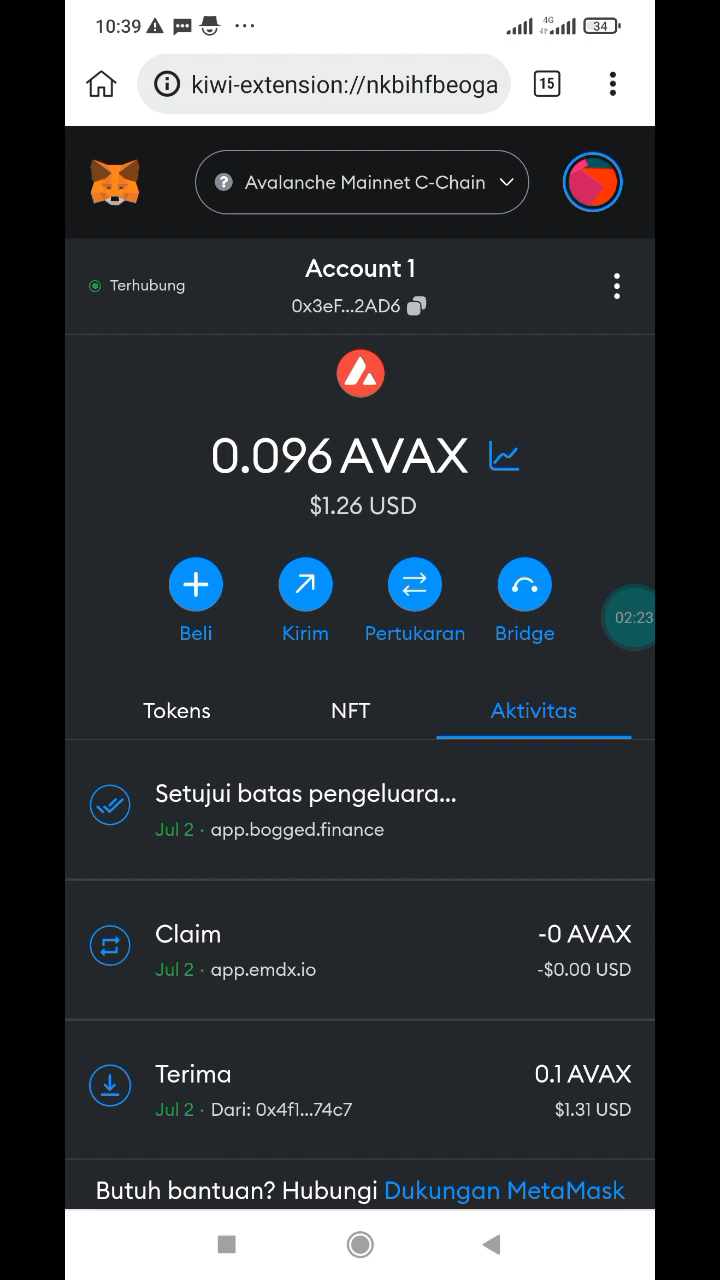 10:39
4G
34
kiwi-extension://nkbihfbeoga
15
? Avalanche Mainnet C-Chain
Terhubung
Account 1
0x3eF...2AD6
0.096 AVAX
$1.26 USD
02:23
Beli
Kirim
Pertukaran
Bridge
Tokens
NFT
Aktivitas
Setujui batas pengeluara...
Jul 2 · app.bogged.finance
Claim
-0 AVAX
Jul 2 · app.emdx.io
-$0.00 USD
Terima
0.1 AVAX
Jul 2 · Dari: 0x4f1...74c7
$1.31 USD
Butuh bantuan? Hubungi Dukungan MetaMask